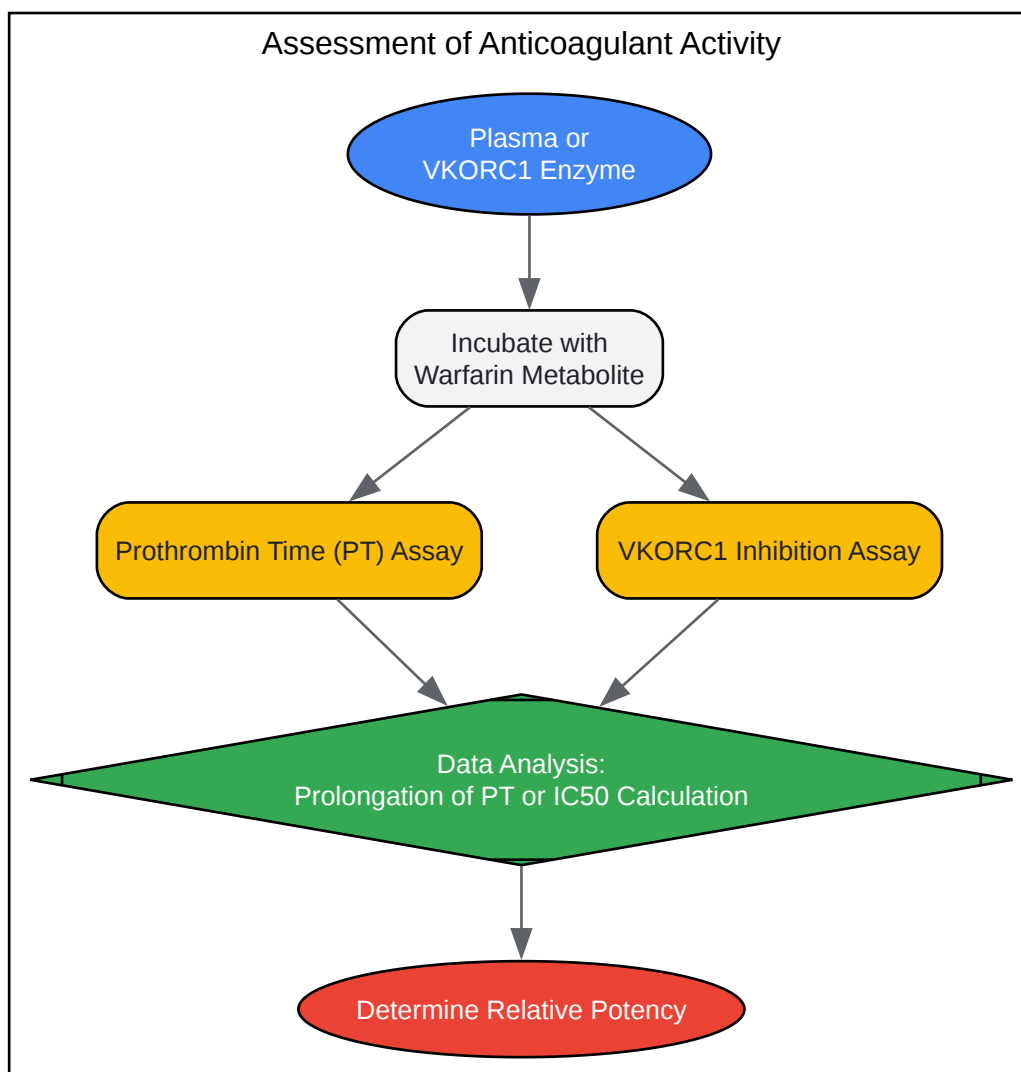 Assessment of Anticoagulant Activity
Plasma or
VKORC1 Enzyme
Incubate with
Warfarin Metabolite
Prothrombin Time (PT) Assay
VKORC1 Inhibition Assay
Data Analysis:
Prolongation of PT or IC50 Calculation
Determine Relative Potency